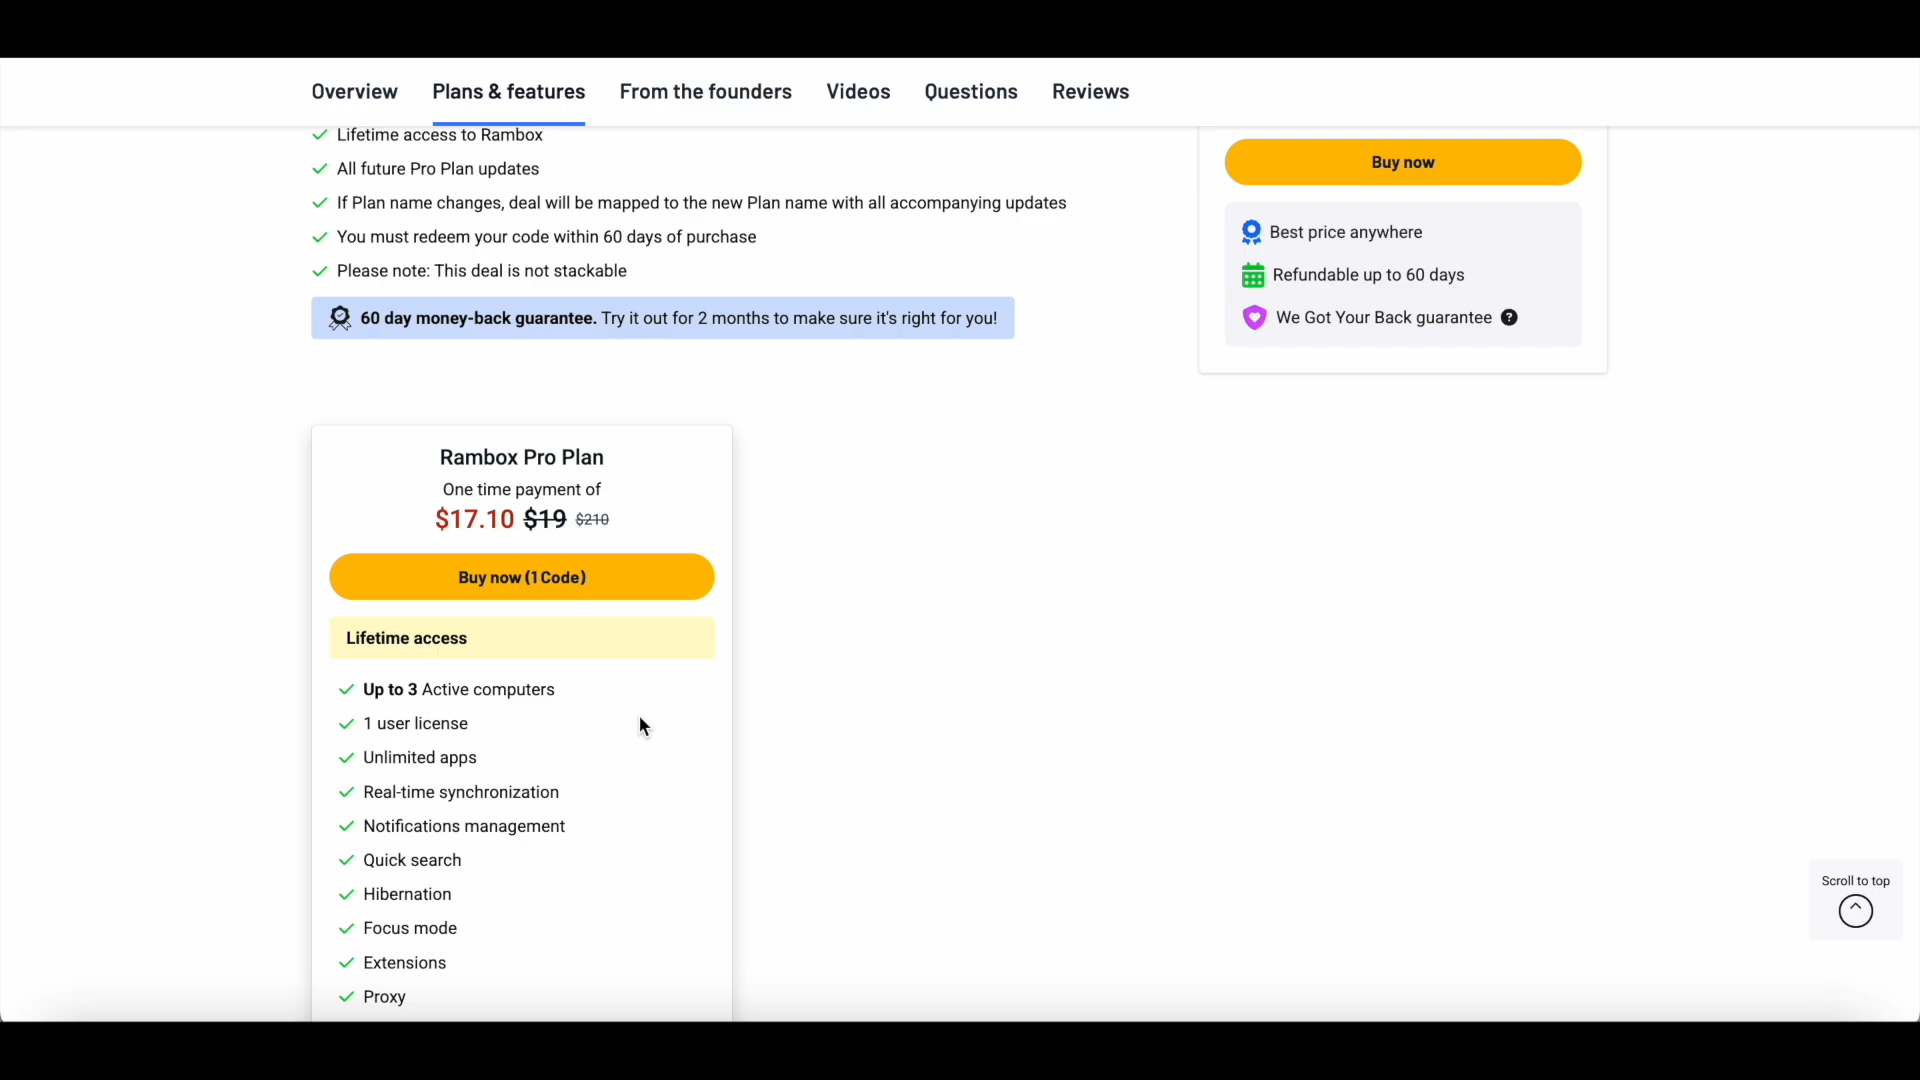 Overview Plans & features From the founders Videos Questions Reviews
Lifetime access to Rambox
All future Pro Plan updates
If Plan name changes, deal will be mapped to the new Plan name with all accompanying updates
You must redeem your code within 60 days of purchase
Please note: This deal is not stackable
60 day money-back guarantee. Try it out for 2 months to make sure it's right for you!
Buy now
Best price anywhere
Refundable up to 60 days
We Got Your Back guarantee ?
Rambox Pro Plan
One time payment of
$17.10 $19 $210
Buy now (1 Code)
Lifetime access
Up to 3 Active computers
1 user license
Unlimited apps
Real-time synchronization
Notifications management
Quick search
Hibernation
Focus mode
Extensions
Proxy
Scroll to top